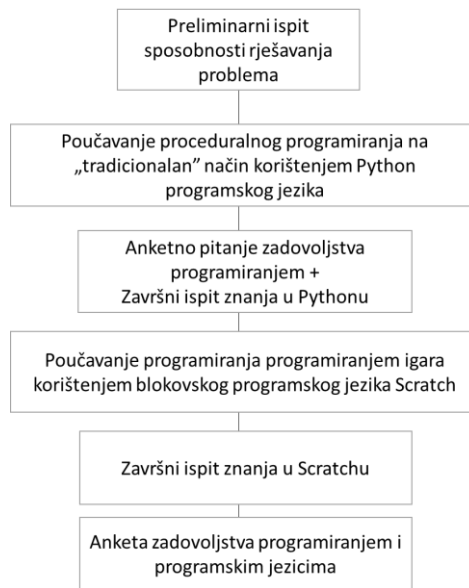 Preliminarni ispit
sposobnosti rješavanja
problema
Poučavanje proceduralnog programiranja na
„tradicionalan” način korištenjem Python
programskog jezika
Anketno pitanje zadovoljstva
programiranjem +
Završni ispit znanja u Pythonu
Poučavanje programiranja programiranjem igara
korištenjem blokovskog programskog jezika Scratch
Završni ispit znanja u Scratchu
Anketa zadovoljstva programiranjem i
programskim jezicima